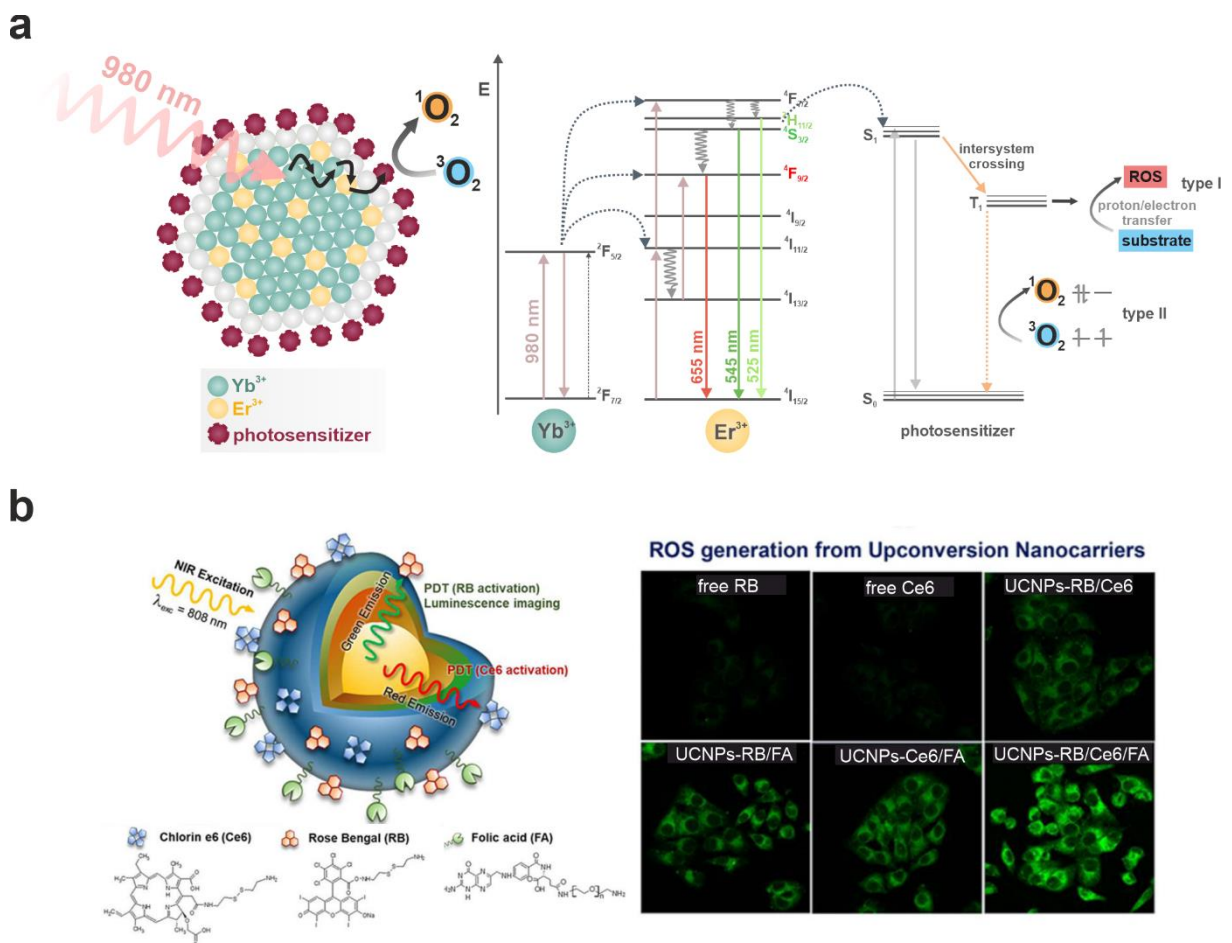 a
980 nm
¹O₂
³O₂
Yb³⁺
Er³⁺
photosensitizer
E
²F₅/₂
980 nm
²F₇/₂
Yb³⁺
⁴F₇/₂
²H₁₁/₂
⁴S₃/₂
⁴F₉/₂
⁴I₉/₂
⁴I₁₁/₂
⁴I₁₃/₂
655 nm
545 nm
525 nm
⁴I₁₅/₂
Er³⁺
S₁
intersystem
crossing
T₁
ROS
type I
proton/electron
transfer
substrate
¹O₂
type II
³O₂
S₀
photosensitizer
b
NIR Excitation
λexc = 808 nm
PDT (RB activation)
Luminescence imaging
Green Emission
PDT (Ce6 activation)
Red Emission
Chlorin e6 (Ce6)
Rose Bengal (RB)
Folic acid (FA)
ROS generation from Upconversion Nanocarriers
free RB
free Ce6
UCNPs-RB/Ce6
UCNPs-RB/FA
UCNPs-Ce6/FA
UCNPs-RB/Ce6/FA